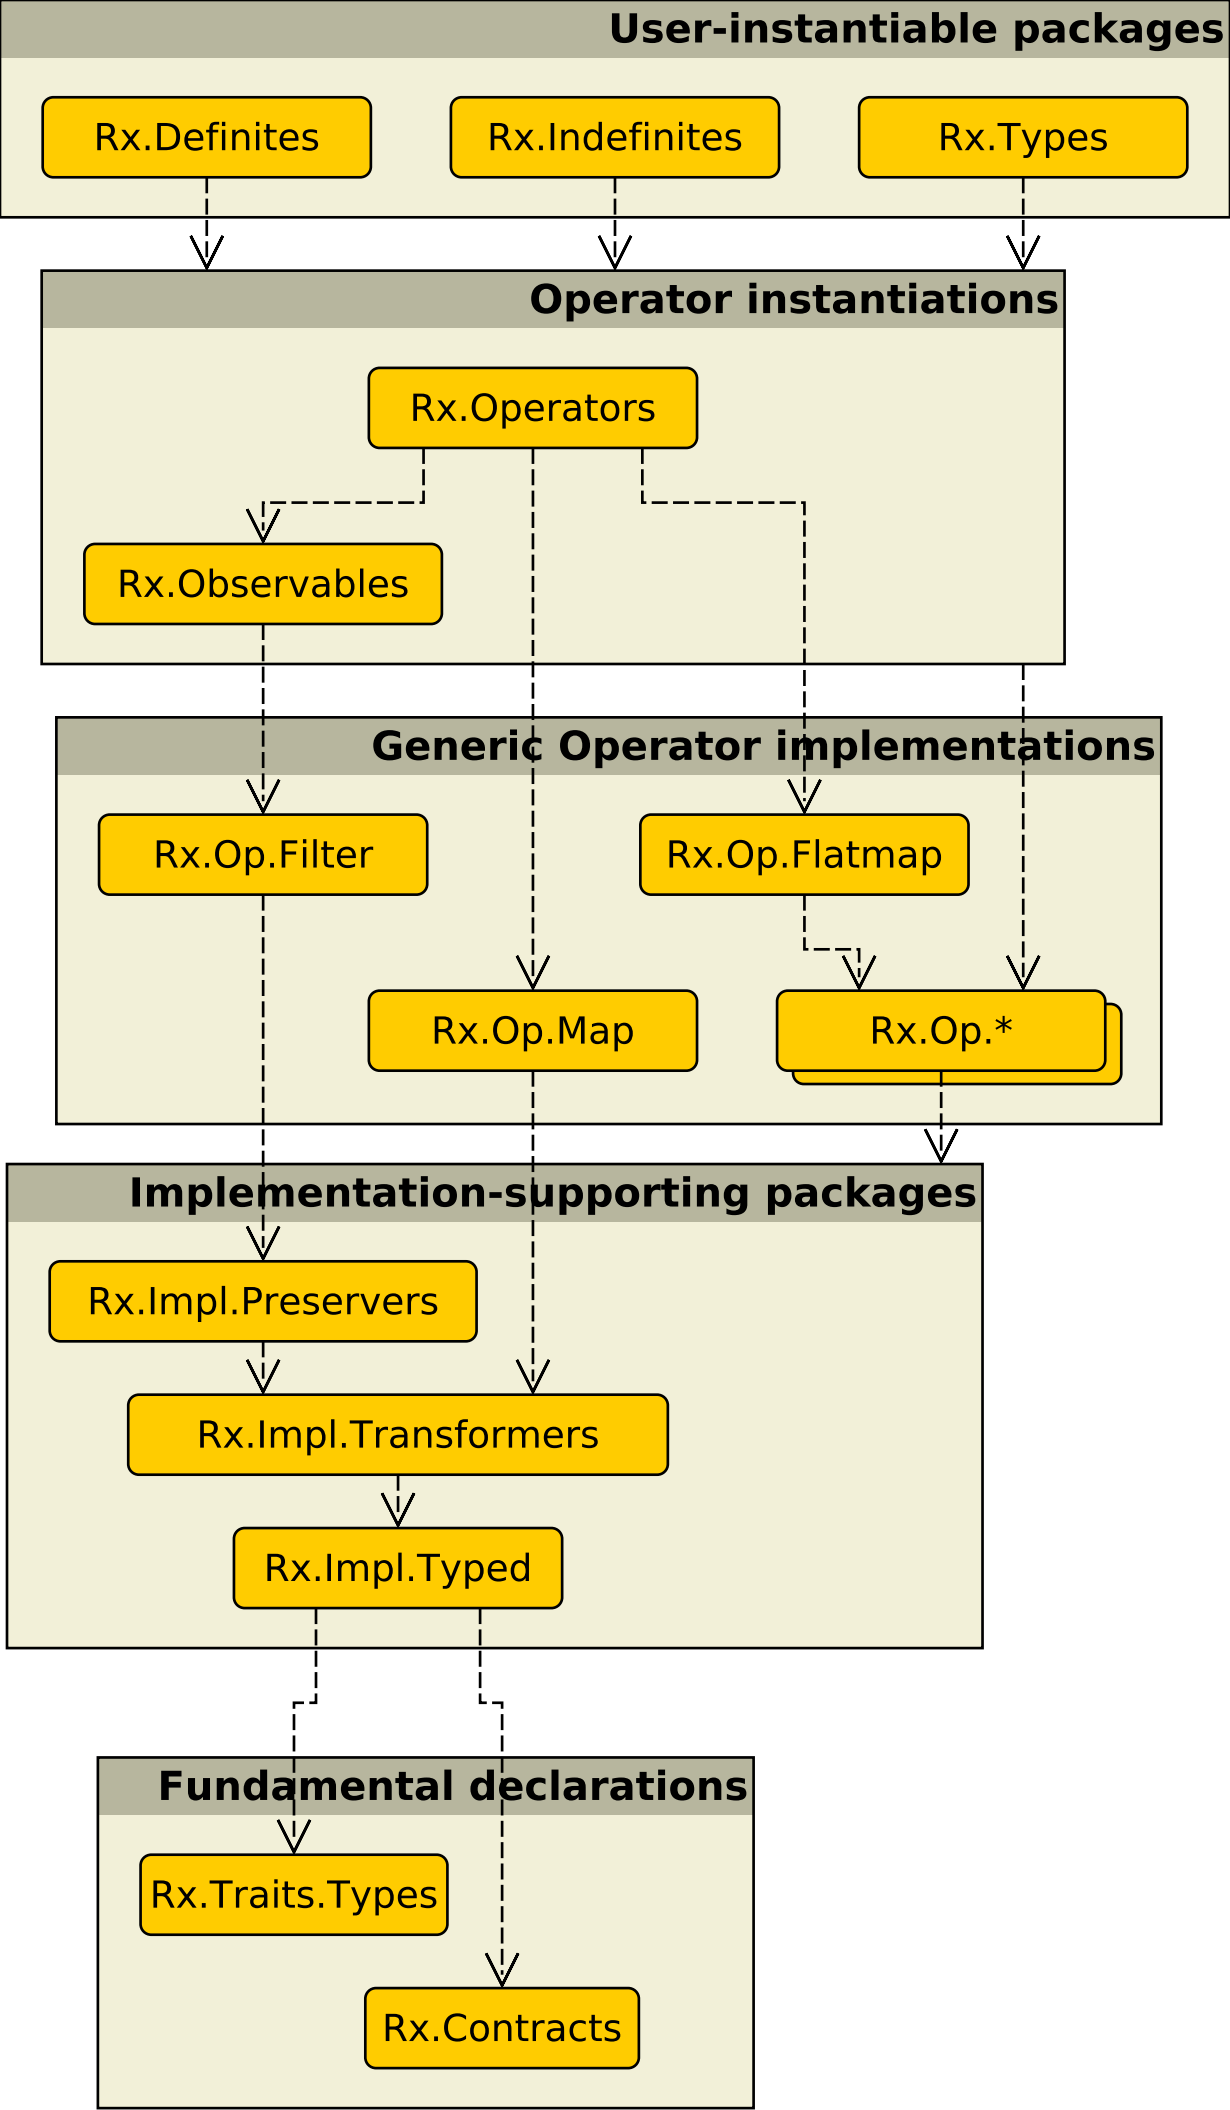 User-instantiable packages
Rx.Definites
Rx.Indefinites
Rx.Types
Operator instantiations
Rx.Operators
Rx.Observables
Generic Operator implementations
Rx.Op.Filter
Rx.Op.Flatmap
Rx.Op.Map
Rx.Op.*
Implementation-supporting packages
Rx.Impl.Preservers
Rx.Impl.Transformers
Rx.Impl.Typed
Fundamental declarations
Rx.Traits.Types
Rx.Contracts